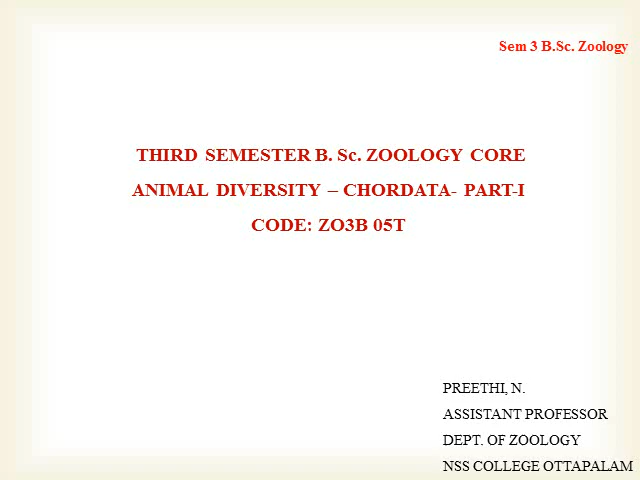 Sem 3 B.Sc. Zoology
THIRD SEMESTER B. Sc. ZOOLOGY CORE
ANIMAL DIVERSITY – CHORDATA- PART-I
CODE: ZO3B 05T
PREETHI, N.
ASSISTANT PROFESSOR
DEPT. OF ZOOLOGY
NSS COLLEGE OTTAPALAM